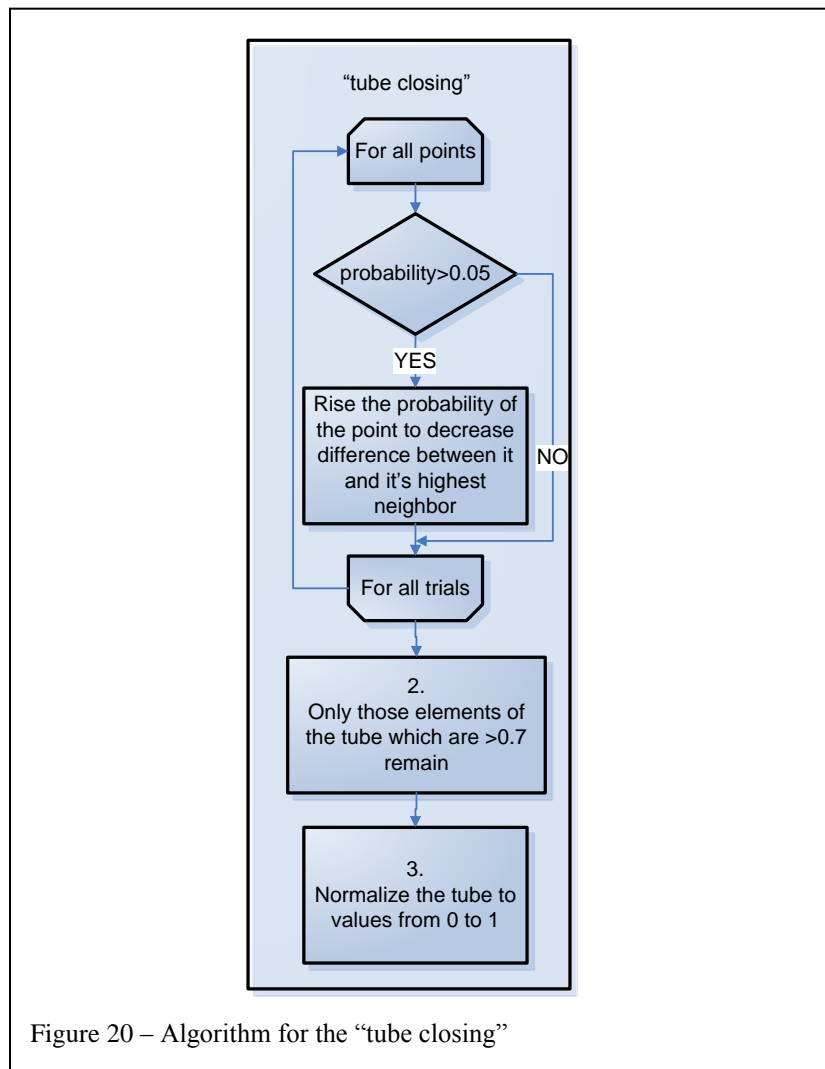 “tube closing”
For all points
probability>0.05
YES
Rise the probability of
the point to decrease
difference between it
and it’s highest
neighbor
NO
For all trials
2.
Only those elements of
the tube which are >0.7
remain
3.
Normalize the tube to
values from 0 to 1
Figure 20 – Algorithm for the “tube closing”